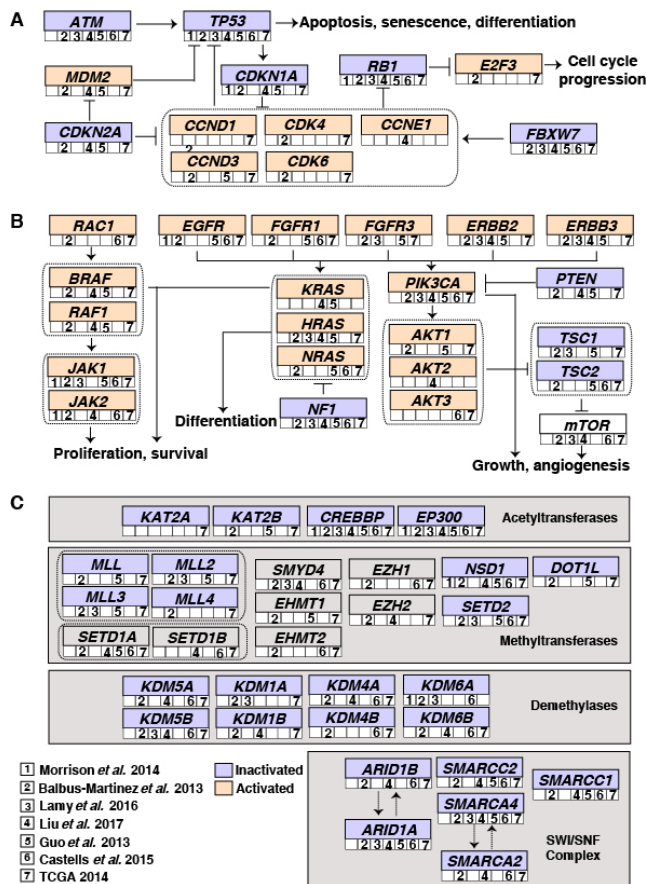 A
ATM
2 3 4 5 6 7
TP53
1 2 3 4 5 6 7
Apoptosis, senescence, differentiation
MDM2
2 4 5 7
CDKN1A
1 2 4 5 7
RB1
1 2 3 4 5 6 7
E2F3
2 7
Cell cycle
progression
CDKN2A
2 4 5 7
CCND1
2 7
CDK4
2 7
CCNE1
4
FBXW7
2 3 4 5 6 7
CCND3
2 5 7
CDK6
7
B
RAC1
2 6 7
EGFR
1 2 5 6 7
FGFR1
2 5 6 7
FGFR3
2 3 5 7
ERBB2
2 3 4 5 7
ERBB3
2 3 4 5 7
BRAF
2 4 5 7
KRAS
4 5
PIK3CA
2 3 4 5 6 7
PTEN
2 4 5 7
RAF1
2 4 5 7
HRAS
2 3 4 5 7
AKT1
2 5 7
TSC1
2 3 5 7
JAK1
1 2 3 5 6 7
NRAS
2 5 6 7
AKT2
4
TSC2
2 5 6 7
JAK2
1 2 4 6 7
AKT3
6 7
Differentiation
NF1
2 3 4 5 6 7
mTOR
2 3 4 6 7
Proliferation, survival
Growth, angiogenesis
C
KAT2A
7
KAT2B
2 5 7
CREBBP
1 2 3 4 5 6 7
EP300
1 2 3 4 5 6 7
Acetyltransferases
MLL
2 5 7
MLL2
2 3 5 7
SMYD4
2 3 4 6 7
EZH1
2 6 7
NSD1
1 2 4 5 6 7
DOT1L
2 5 7
MLL3
2 3 5 7
MLL4
2 7
EHMT1
2 5 7
EZH2
2 4 7
SETD2
2 3 5 6 7
SETD1A
2 4 5 6 7
SETD1B
4 6 7
EHMT2
2 6 7
Methyltransferases
KDM5A
2 4 6 7
KDM1A
2 3
KDM4A
2 4 6 7
KDM6A
1 2 3 6
Demethylases
KDM5B
2 3 4 6 7
KDM1B
2 4
KDM4B
2 6 7
KDM6B
2 4 6 7
1 Morrison et al. 2014
2 Balbus-Martinez et al. 2013
3 Lamy et al. 2016
4 Liu et al. 2017
5 Guo et al. 2013
6 Castells et al. 2015
7 TCGA 2014
Inactivated
Activated
ARID1B
2 4 6 7
SMARCC2
2 4 5 6 7
SMARCC1
2 4 5 6 7
SMARCA4
2 3 4 5 6 7
ARID1A
2 3 4 5 6 7
SMARCA2
2 4 7
SWI/SNF
Complex